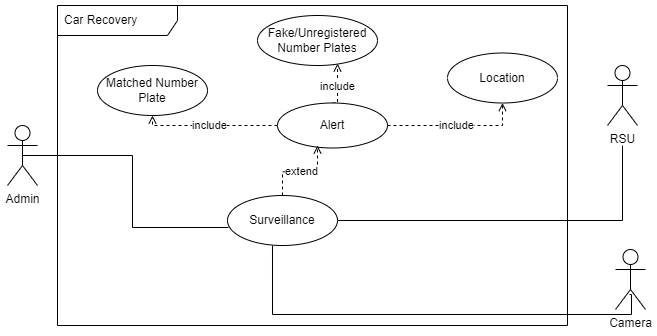 Car Recovery
Fake/Unregistered
Number Plates
Matched Number
Plate
Location
include
include
Alert
include
RSU
extend
Admin
Surveillance
Camera